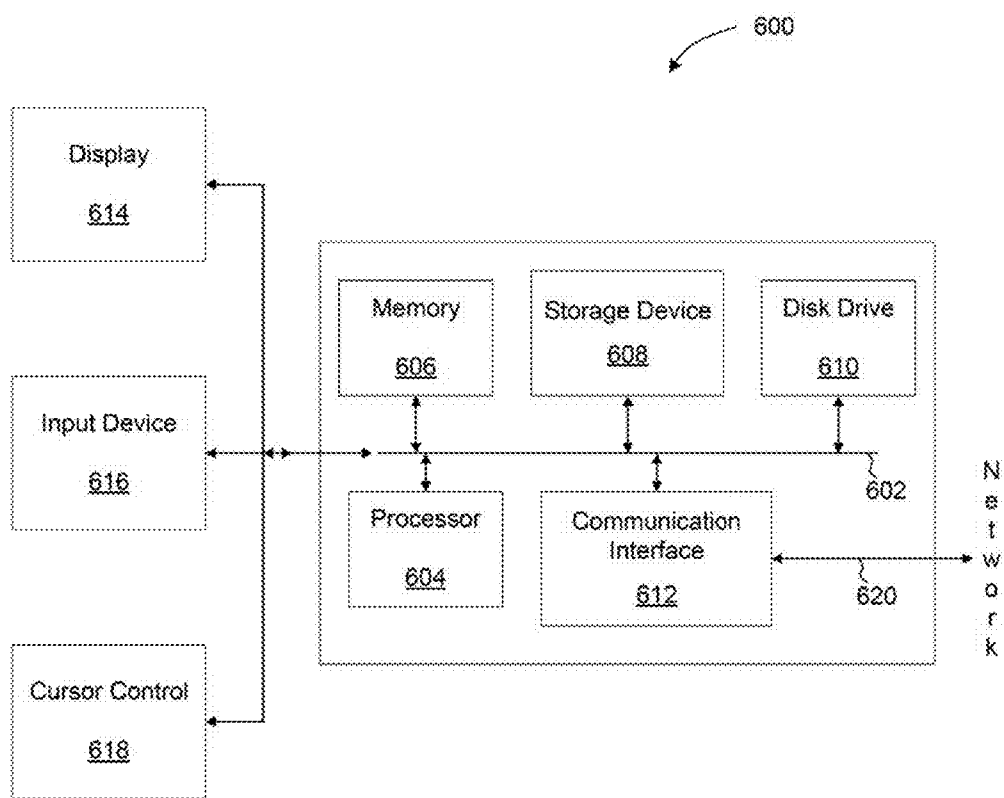 600
Display
614
Memory
606
Storage Device
608
Disk Drive
610
Input Device
616
602
Processor
604
Communication
Interface
612
620
Network
Cursor Control
618